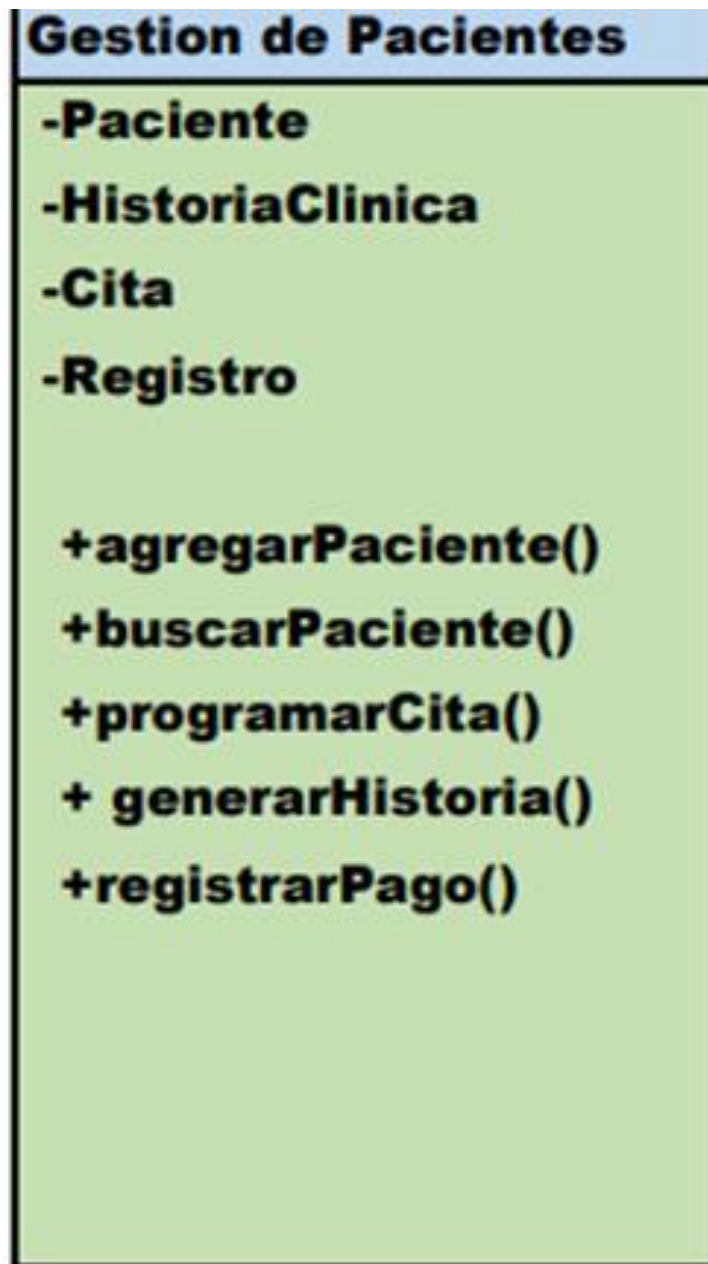 Gestion de Pacientes
-Paciente
-HistoriaClinica
-Cita
-Registro
+agregarPaciente()
+buscarPaciente()
+programarCita()
+ generarHistoria()
+registrarPago()